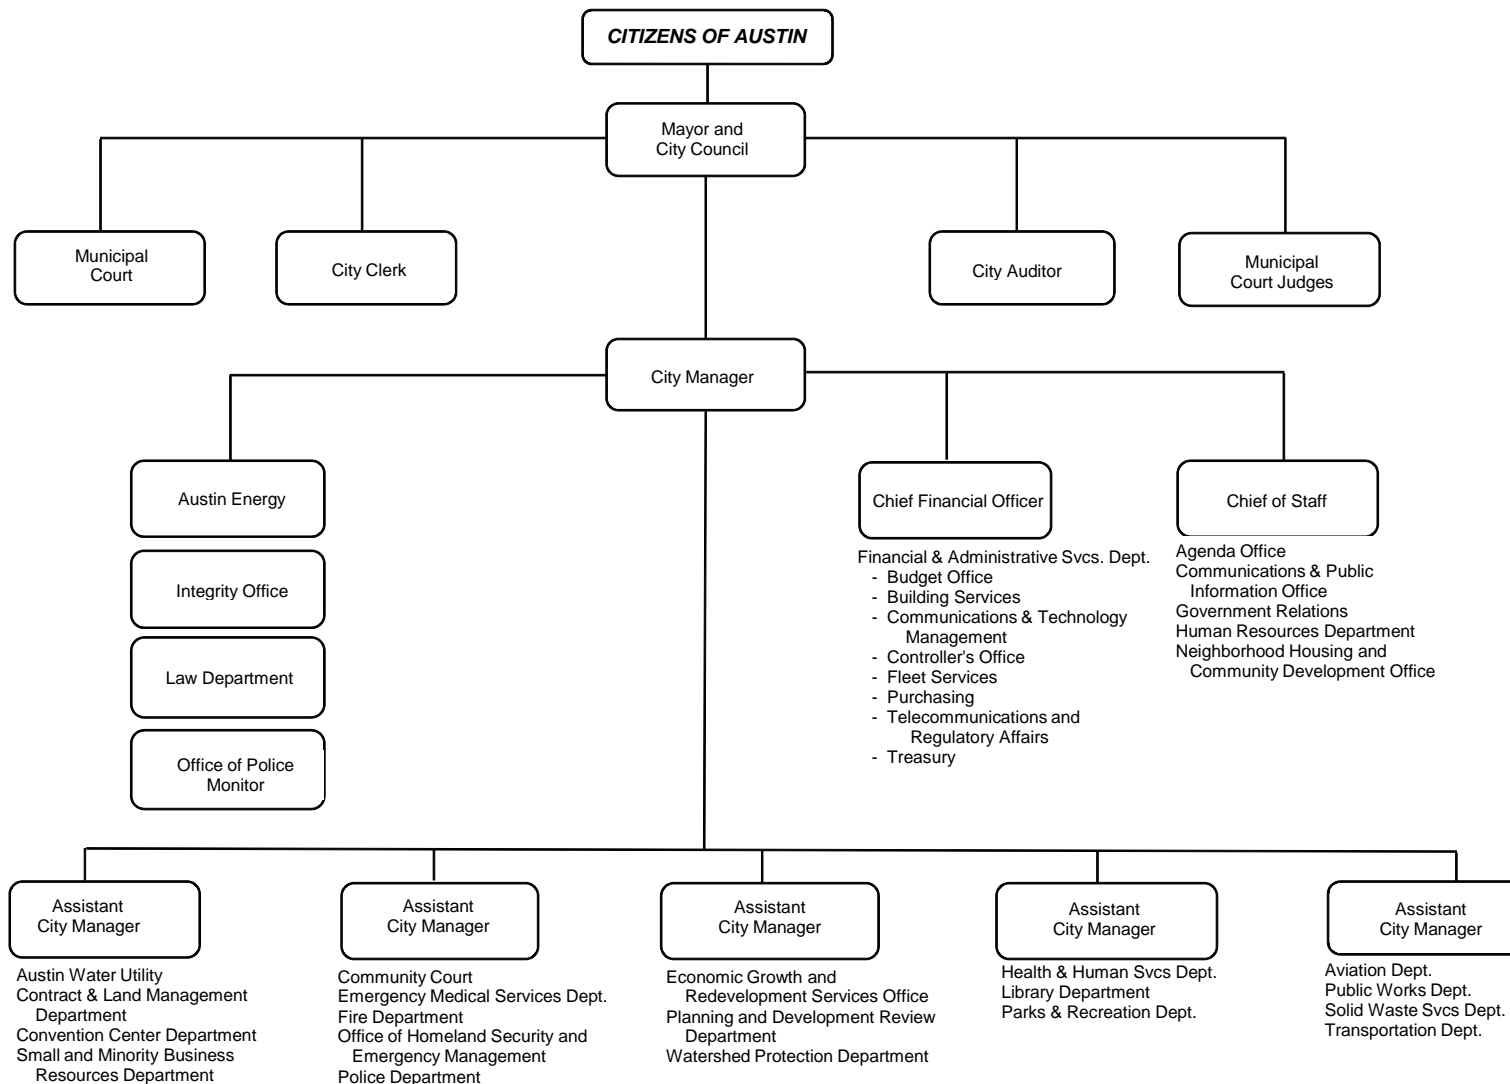 CITIZENS OF AUSTIN
Mayor and
City Council
Municipal
Court
City Clerk
City Auditor
Municipal
Court Judges
City Manager
Austin Energy
Integrity Office
Law Department
Office of Police
Monitor
Chief Financial Officer
Financial & Administrative Svcs. Dept.
- Budget Office
- Building Services
- Communications & Technology
Management
- Controller's Office
- Fleet Services
- Purchasing
- Telecommunications and
Regulatory Affairs
- Treasury
Chief of Staff
Agenda Office
Communications & Public
Information Office
Government Relations
Human Resources Department
Neighborhood Housing and
Community Development Office
Assistant
City Manager
Austin Water Utility
Contract & Land Management
Department
Convention Center Department
Small and Minority Business
Resources Department
Assistant
City Manager
Community Court
Emergency Medical Services Dept.
Fire Department
Office of Homeland Security and
Emergency Management
Police Department
Assistant
City Manager
Economic Growth and
Redevelopment Services Office
Planning and Development Review
Department
Watershed Protection Department
Assistant
City Manager
Health & Human Svcs Dept.
Library Department
Parks & Recreation Dept.
Assistant
City Manager
Aviation Dept.
Public Works Dept.
Solid Waste Svcs Dept.
Transportation Dept.